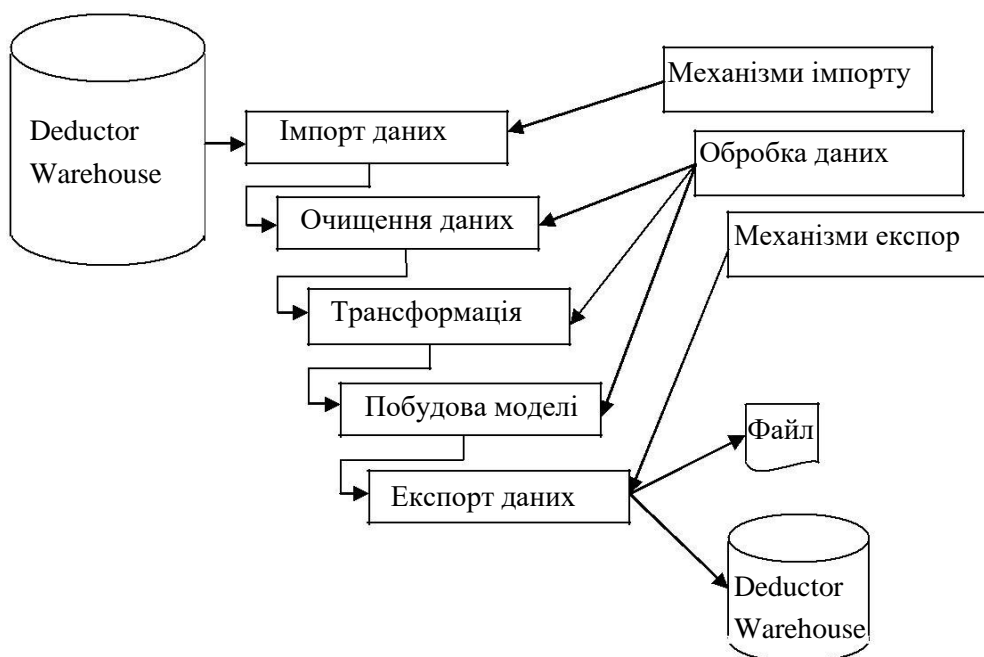 Deductor
Warehouse
Механізми імпорту
Імпорт даних
Обробка даних
Очищення даних
Механізми експор
Трансформація
Побудова моделі
Файл
Експорт даних
Deductor
Warehouse